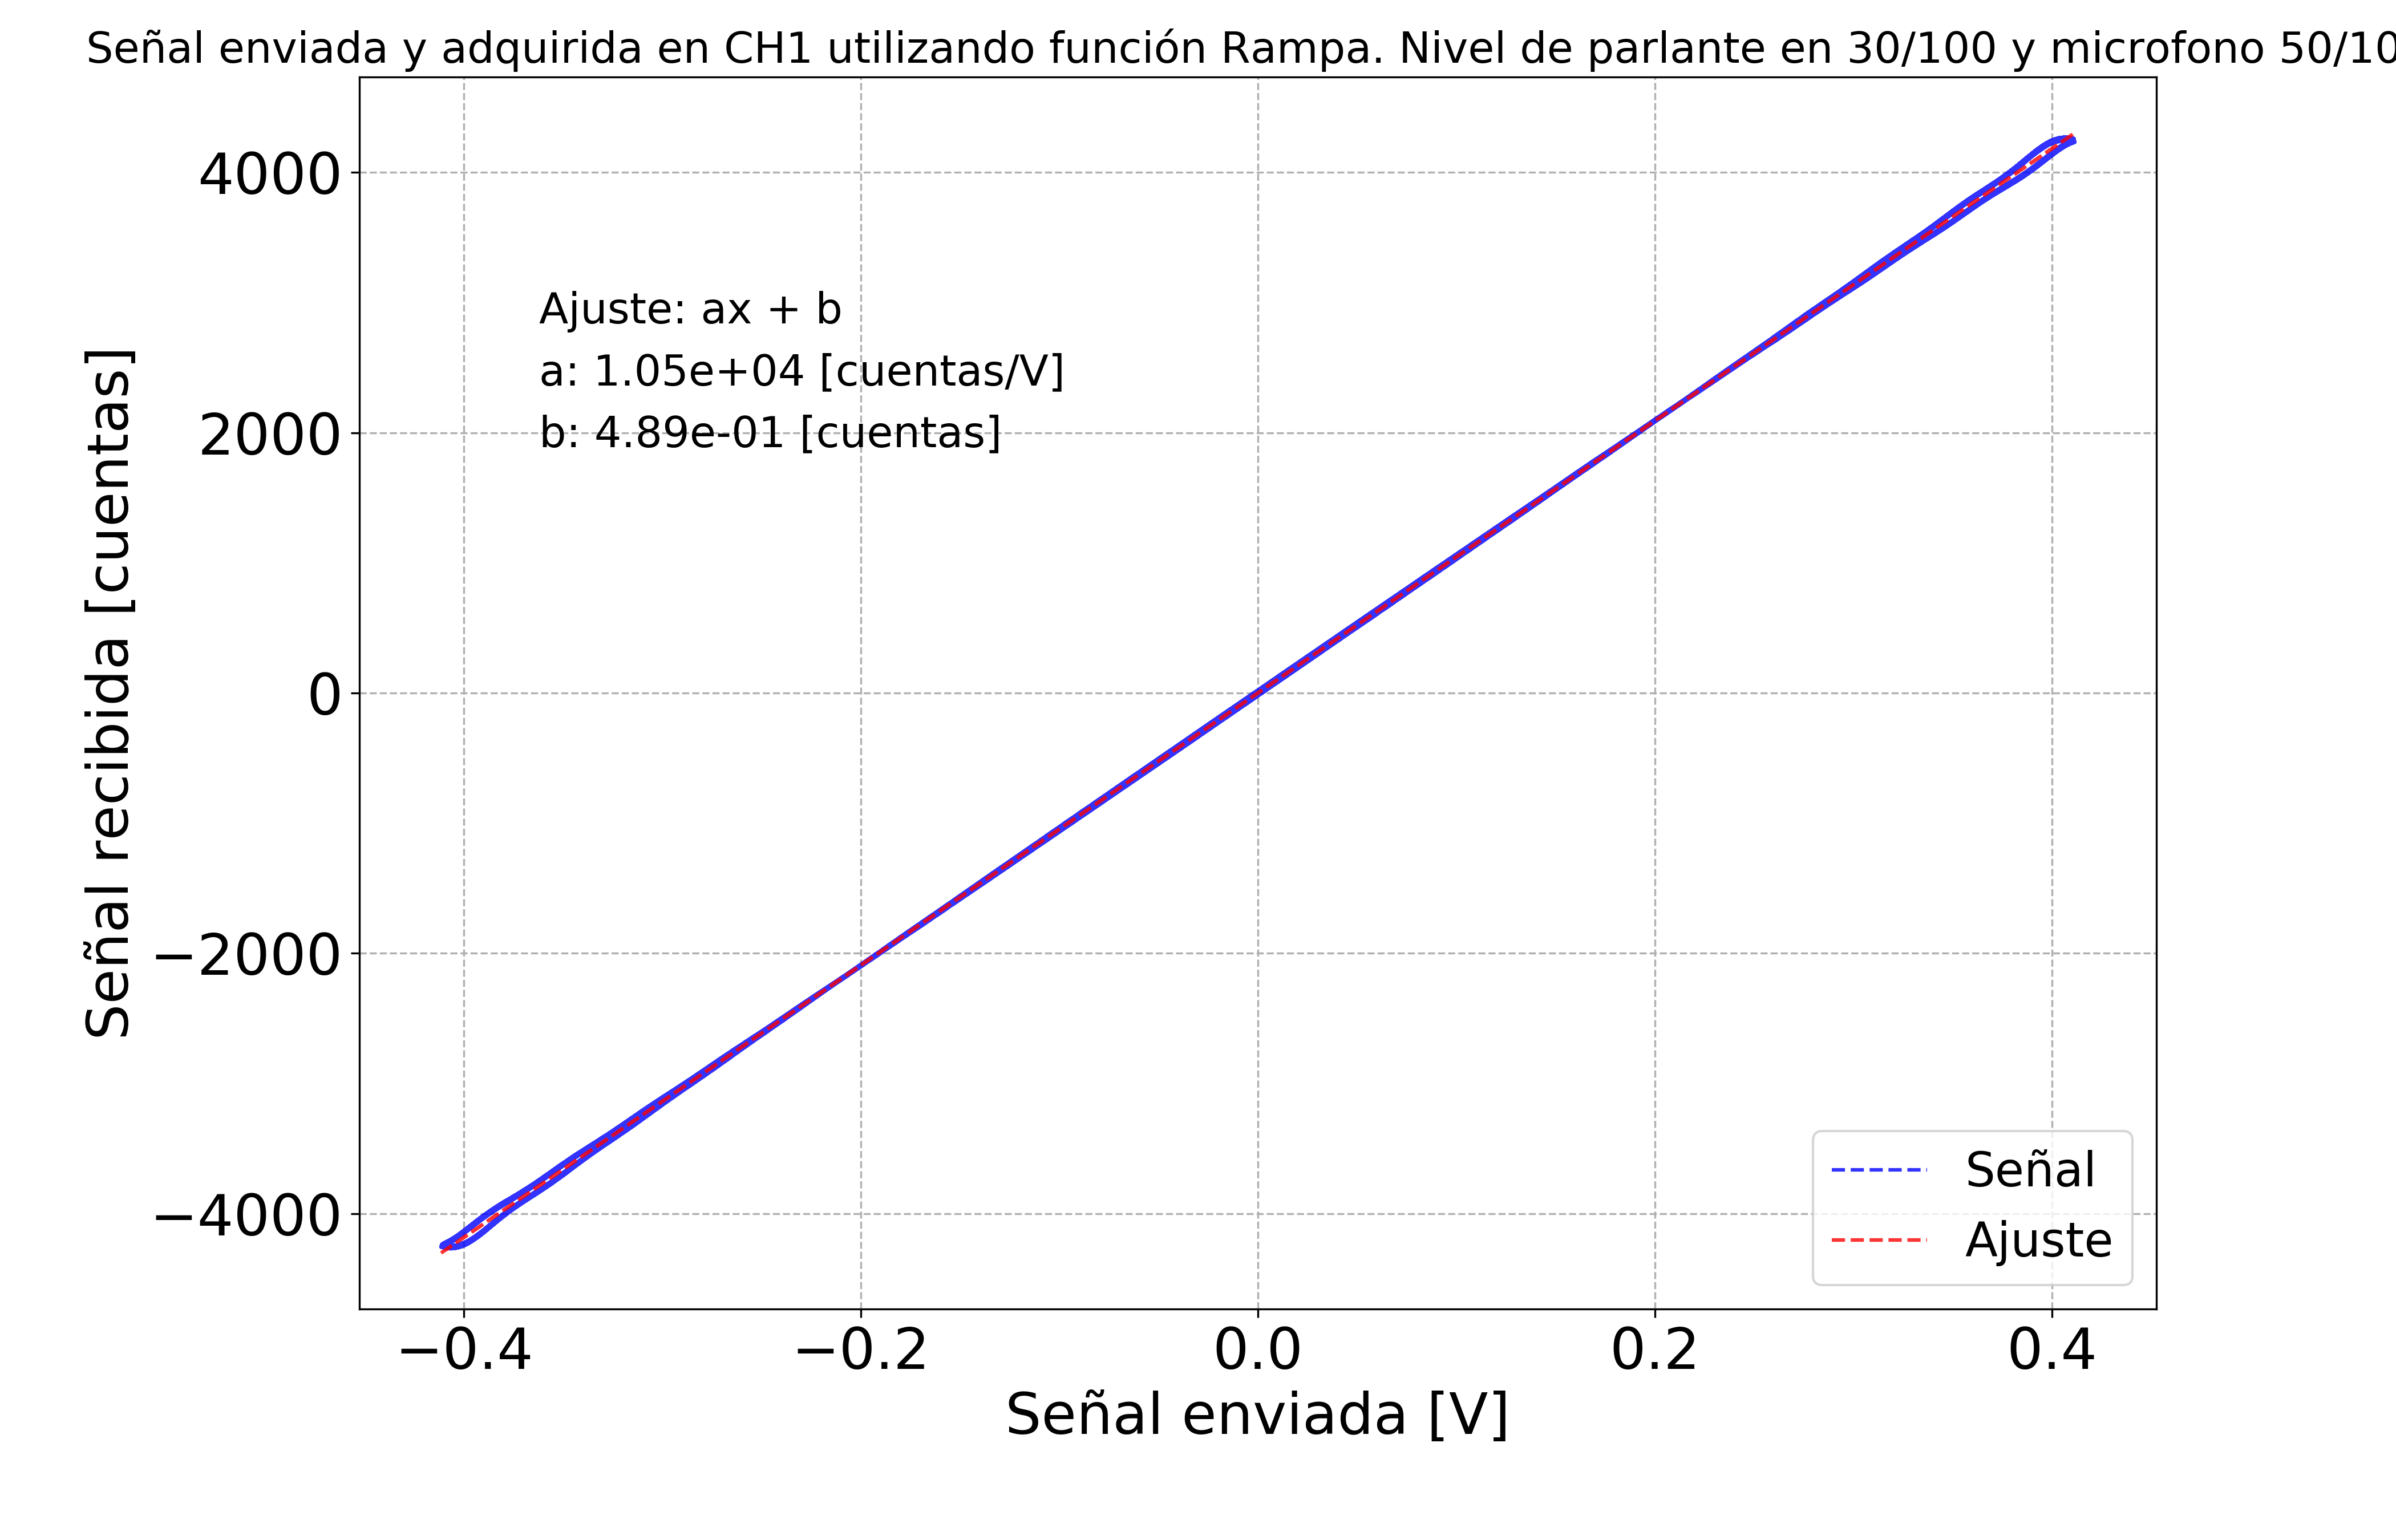 Señal enviada y adquirida en CH1 utilizando función Rampa. Nivel de parlante en 30/100 y microfono 50/10
Señal recibida [cuentas]
4000
2000
0
−2000
−4000
Ajuste: ax + b
a: 1.05e+04 [cuentas/V]
b: 4.89e-01 [cuentas]
Señal
Ajuste
−0.4
−0.2
0.0
0.2
0.4
Señal enviada [V]